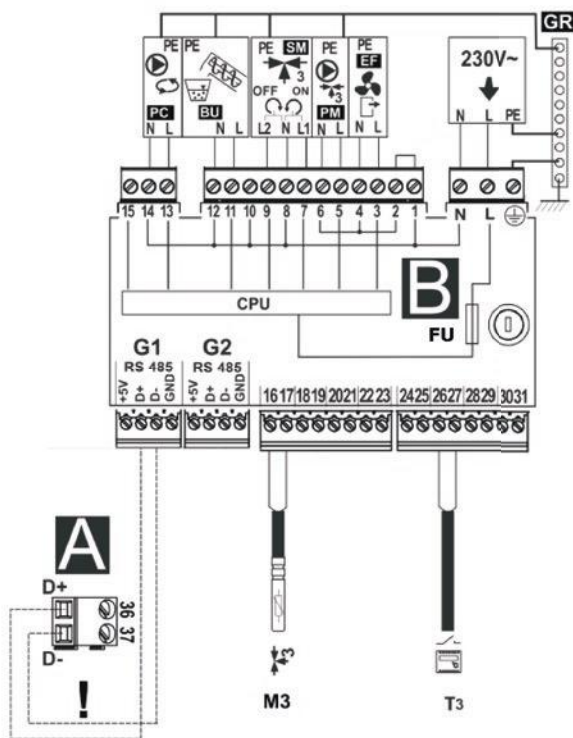 GR
PE PE PE SM PE PE 230V~
3 EF
3
PC BU OFF ON PM
N L N L L2 N L1 N L N L N L PE
15 14 13 12 11 10 9 8 7 6 5 4 3 2 1 N L
CPU B
FU
G1 G2
RS 485 RS 485
+5V D+ D- GND +5V D+ D- GND
16 17 18 19 20 21 22 23 24 25 26 27 28 29 30 31
A
D+
36
37
D-
!
3
M3 T3